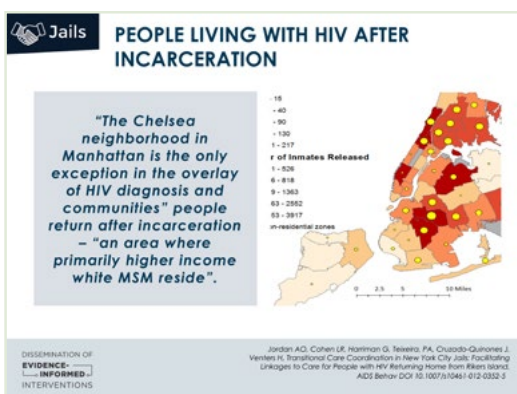 Jails
PEOPLE LIVING WITH HIV AFTER
INCARCERATION
"The Chelsea
neighborhood in
Manhattan is the only
exception in the overlay
of HIV diagnosis and
communities" people
return after incarceration
– "an area where
primarily higher income
white MSM reside".
- 15
- 40
- 90
- 130
1 - 217
r of Inmates Released
1 - 526
6 - 818
9 - 1363
63 - 2552
53 - 3917
on-residential zones
0 2.5 5 10 Miles
DISSEMINATION OF
EVIDENCE-
INFORMED
INTERVENTIONS
Jordan AO, Cohen LR, Harriman G, Teixeira, PA, Cruzado-Quinones J,
Venters H, Transitional Care Coordination in New York City Jails: Facilitating
Linkages to Care for People with HIV Returning Home from Rikers Island,
AIDS Behav DOI 10.1007/s10461-012-0352-5